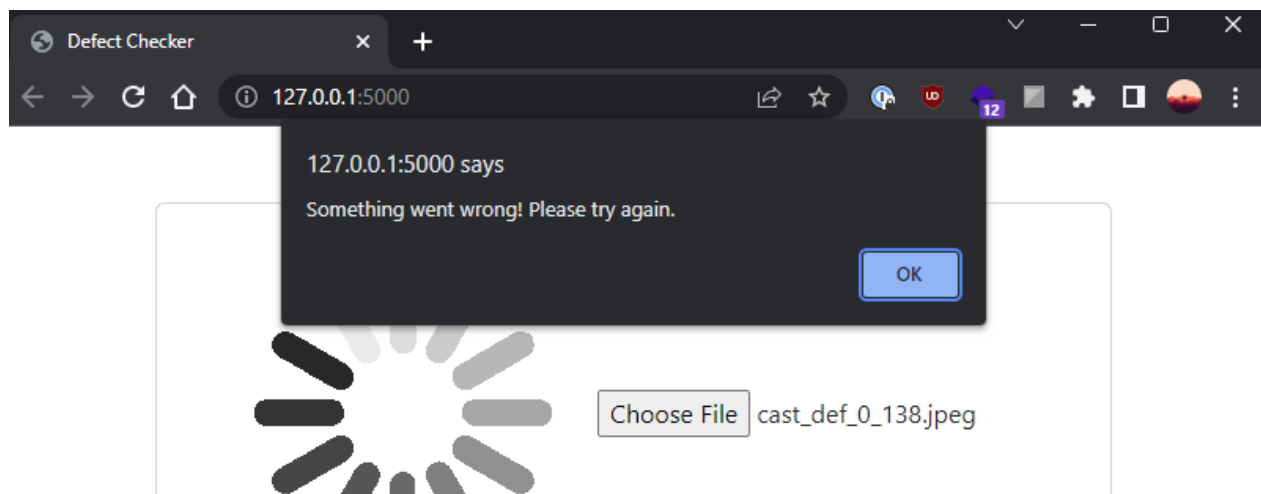 Defect Checker
127.0.0.1:5000
12
127.0.0.1:5000 says
Something went wrong! Please try again.
OK
Choose File cast_def_0_138.jpeg